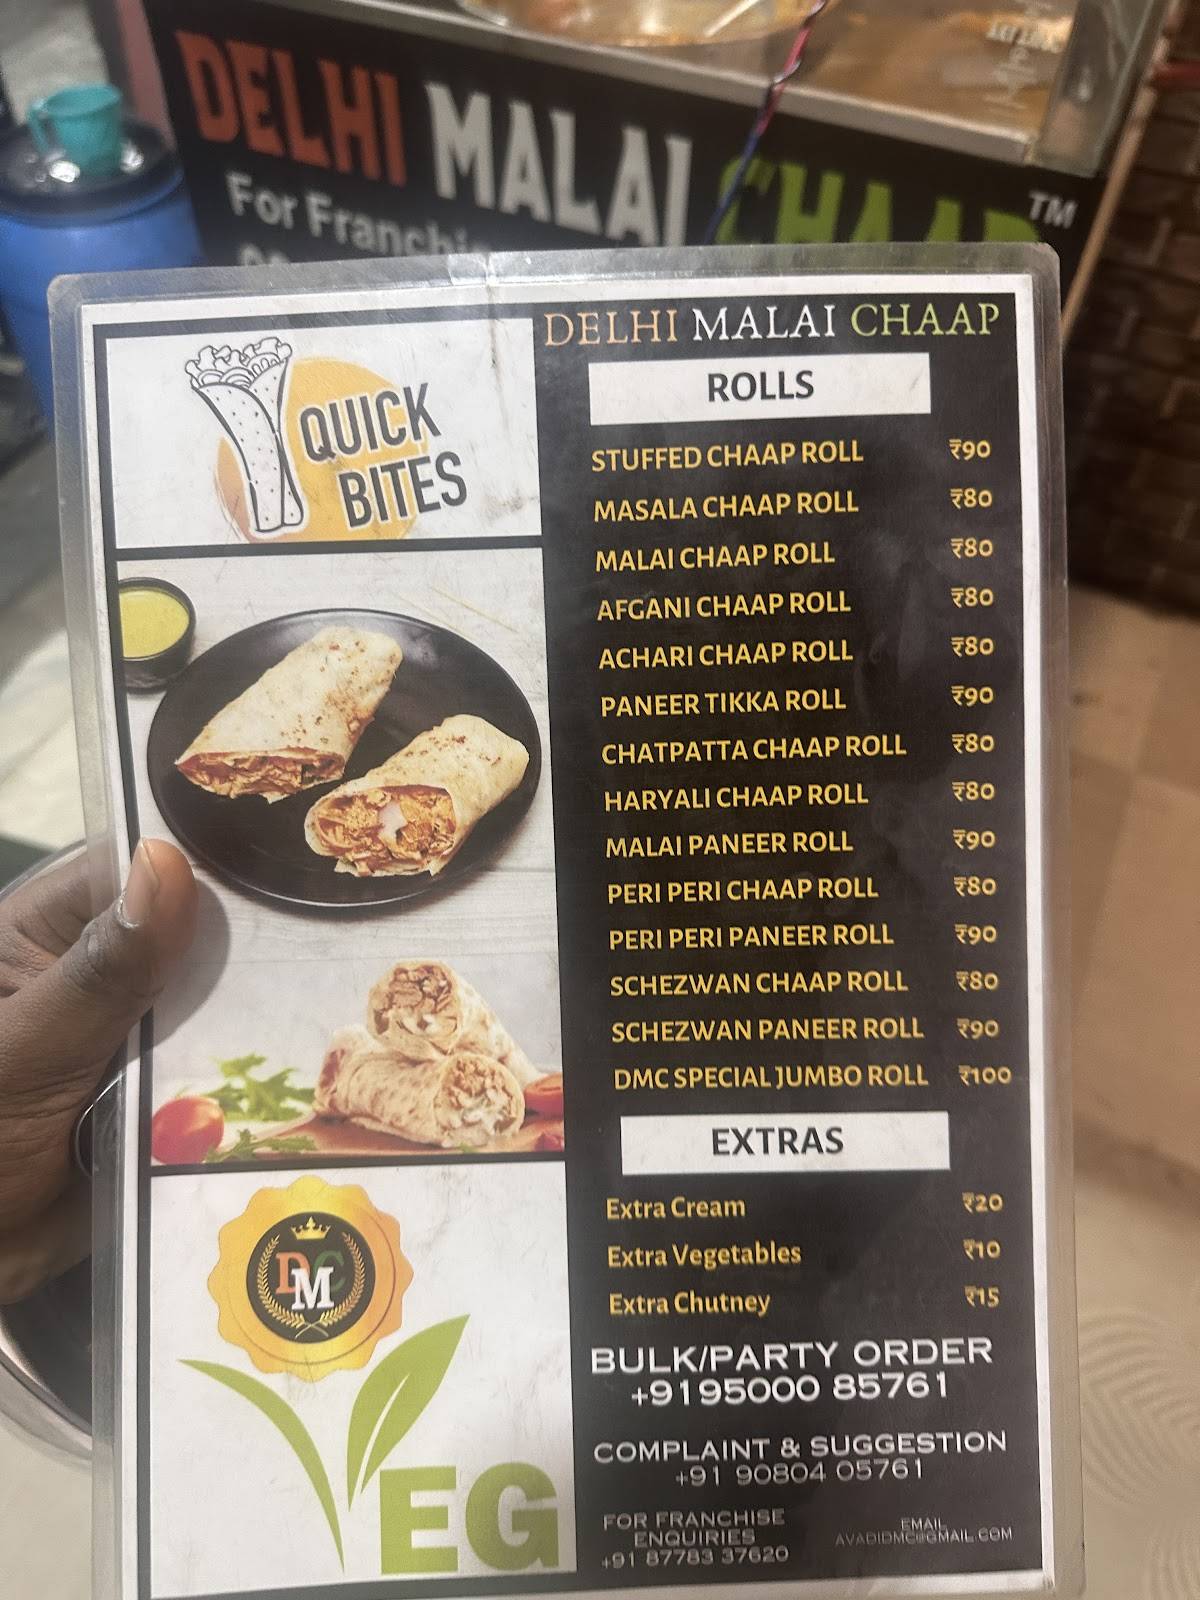 DELHI MALAI CHAAP™
For Franchise
DELHI MALAI CHAAP
QUICK
BITES
ROLLS
STUFFED CHAAP ROLL ₹90
MASALA CHAAP ROLL ₹80
MALAI CHAAP ROLL ₹80
AFGANI CHAAP ROLL ₹80
ACHARI CHAAP ROLL ₹80
PANEER TIKKA ROLL ₹90
CHATPATTA CHAAP ROLL ₹80
HARYALI CHAAP ROLL ₹80
MALAI PANEER ROLL ₹90
PERI PERI CHAAP ROLL ₹80
PERI PERI PANEER ROLL ₹90
SCHEZWAN CHAAP ROLL ₹80
SCHEZWAN PANEER ROLL ₹90
DMC SPECIAL JUMBO ROLL ₹100
EXTRAS
Extra Cream ₹20
Extra Vegetables ₹10
Extra Chutney ₹15
DMC
VEG
BULK/PARTY ORDER
+9195000 85761
COMPLAINT & SUGGESTION
+91 90804 05761
FOR FRANCHISE
ENQUIRIES
+91 87783 37620
EMAIL
AVADIDMC@GMAIL.COM